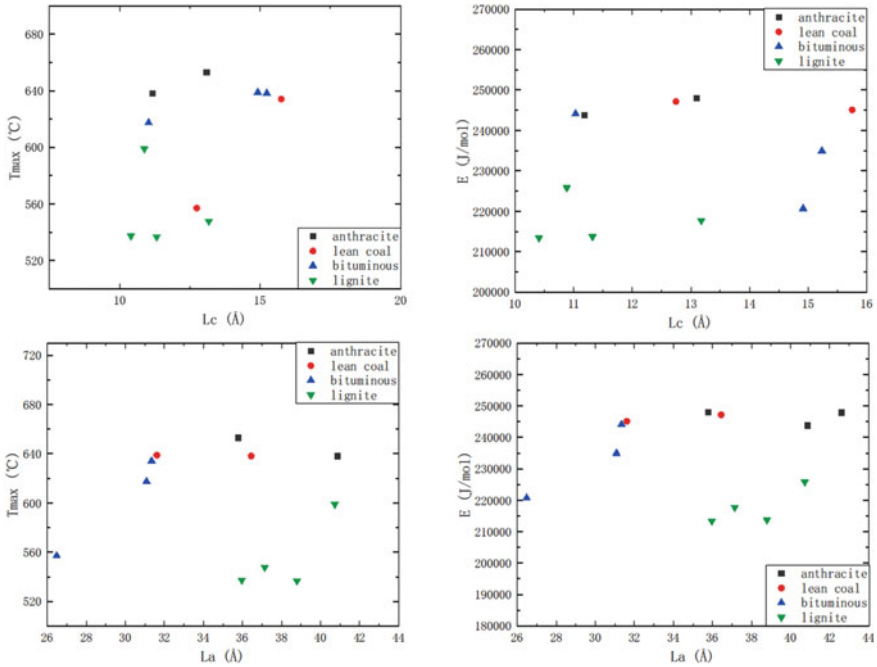 680
640
600
560
520
Tmax (℃)
10
15
20
Lc (Å)
anthracite
lean coal
bituminous
lignite
270000
260000
250000
240000
230000
220000
210000
200000
E (J/mol)
10
11
12
13
14
15
16
Lc (Å)
anthracite
lean coal
bituminous
lignite
720
680
640
600
560
520
Tmax (℃)
26
28
30
32
34
36
38
40
42
44
La (Å)
anthracite
lean coal
bituminous
lignite
270000
260000
250000
240000
230000
220000
210000
200000
190000
180000
E (J/mol)
26
28
30
32
34
36
38
40
42
44
La (Å)
anthracite
lean coal
bituminous
lignite